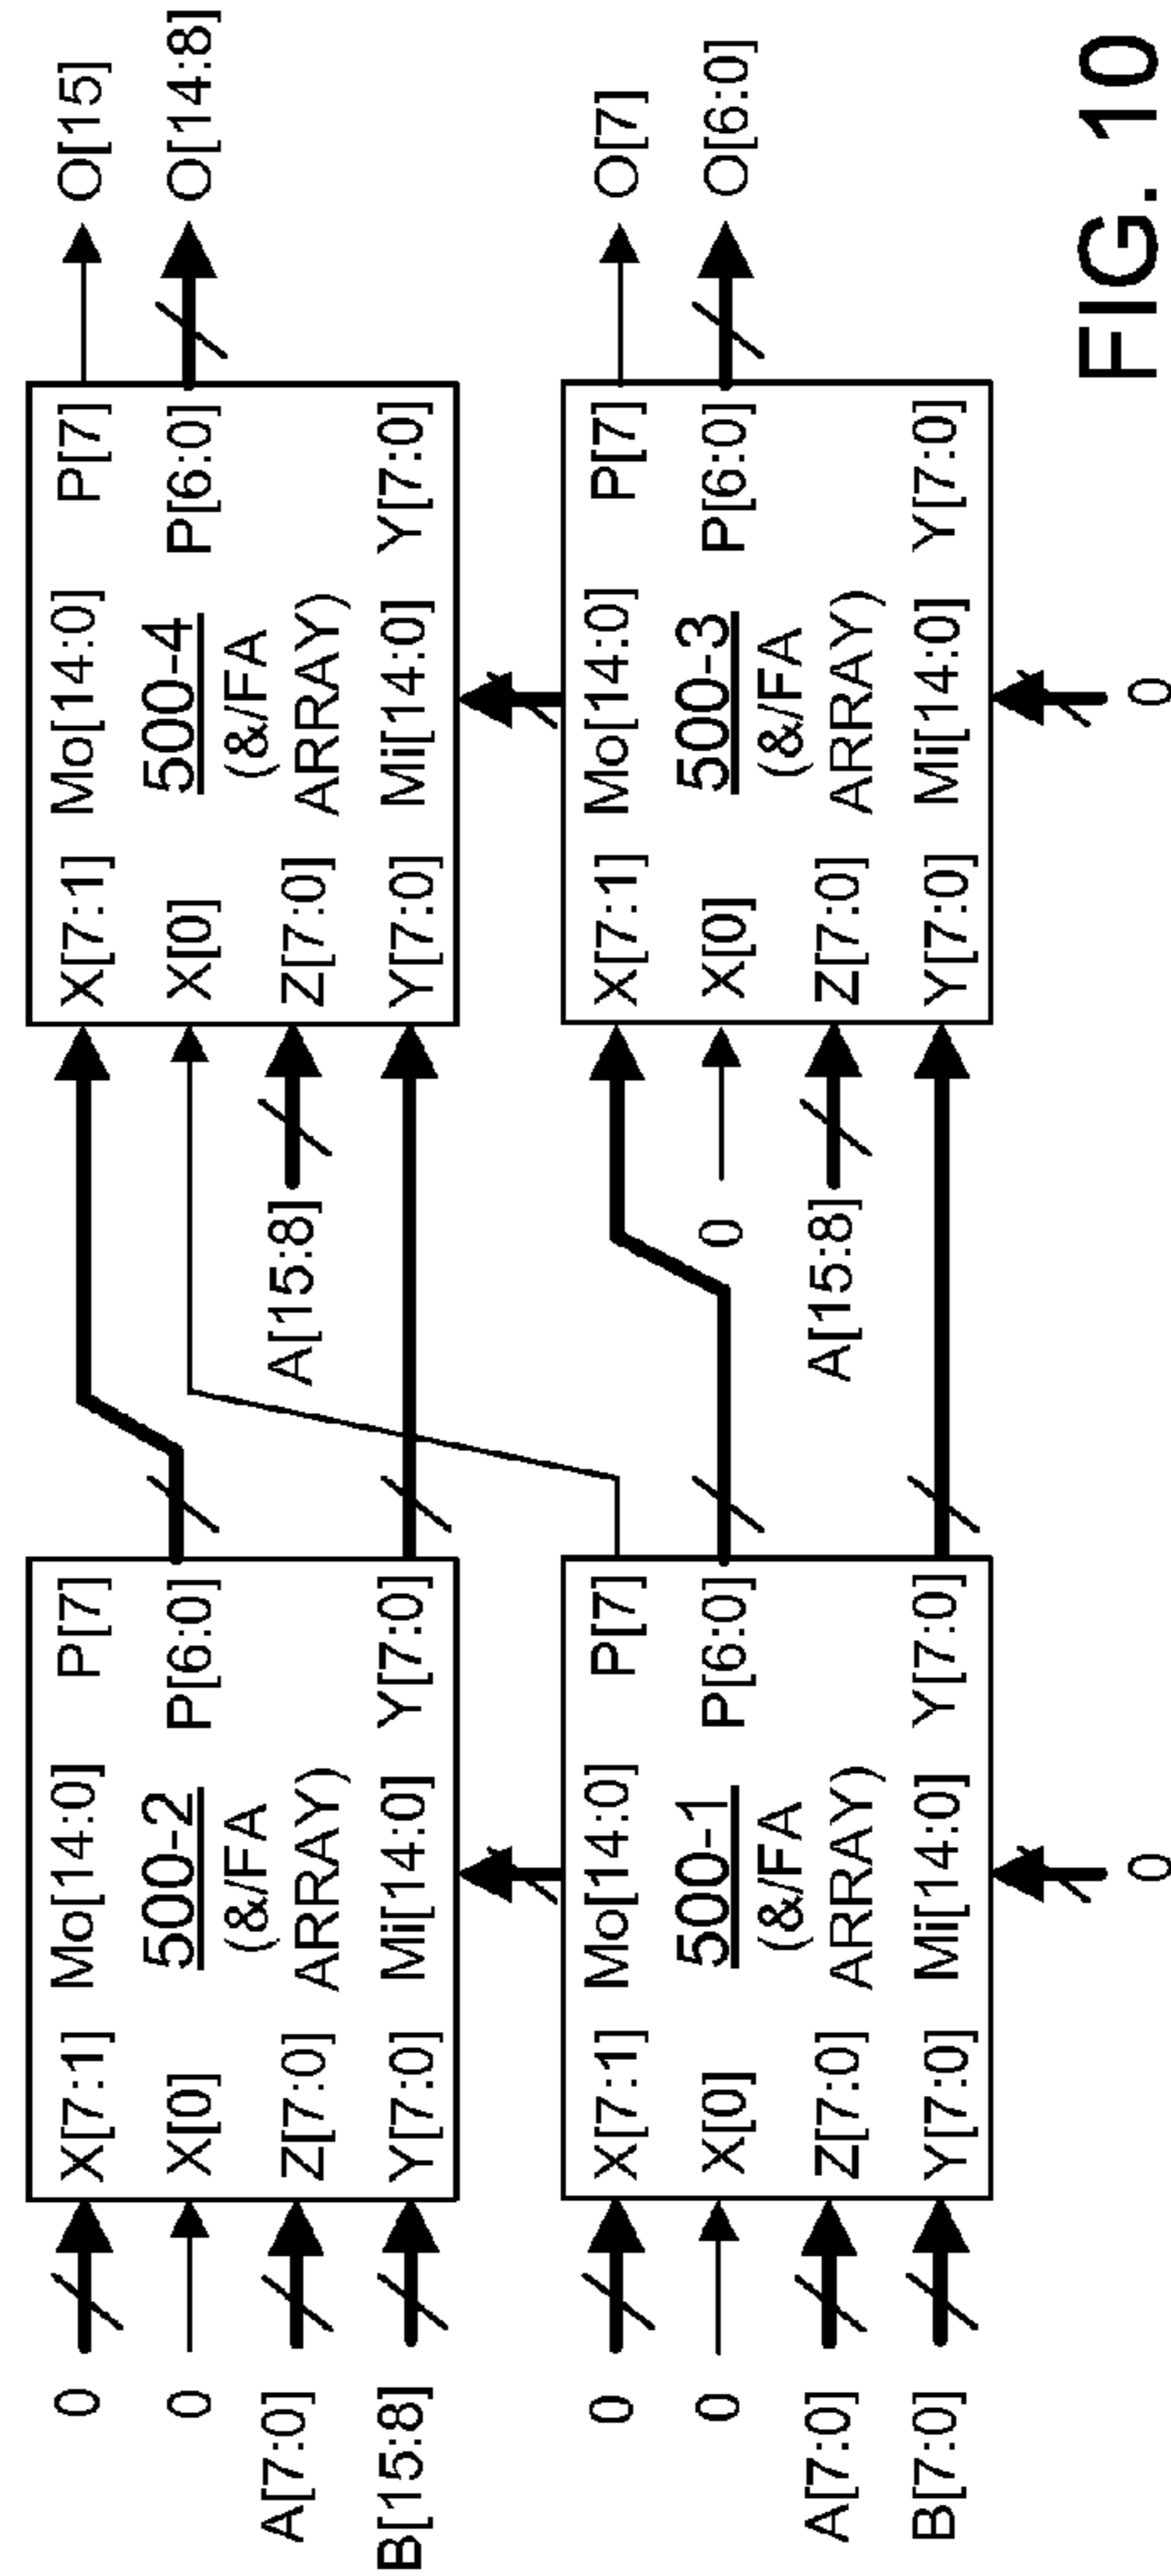 0
0
A[7:0]
B[15:8]
X[7:1] Mo[14:0] P[7]
X[0] 500-2 P[6:0]
(&/FA
Z[7:0] ARRAY)
Y[7:0] Mi[14:0] Y[7:0]
A[15:8]
X[7:1] Mo[14:0] P[7]
X[0] 500-4 P[6:0]
(&/FA
Z[7:0] ARRAY)
Y[7:0] Mi[14:0] Y[7:0]
O[15]
O[14:8]
0
0
A[7:0]
B[7:0]
X[7:1] Mo[14:0] P[7]
X[0] 500-1 P[6:0]
(&/FA
Z[7:0] ARRAY)
Y[7:0] Mi[14:0] Y[7:0]
0
0
A[15:8]
X[7:1] Mo[14:0] P[7]
X[0] 500-3 P[6:0]
(&/FA
Z[7:0] ARRAY)
Y[7:0] Mi[14:0] Y[7:0]
0
O[7]
O[6:0]
FIG. 10